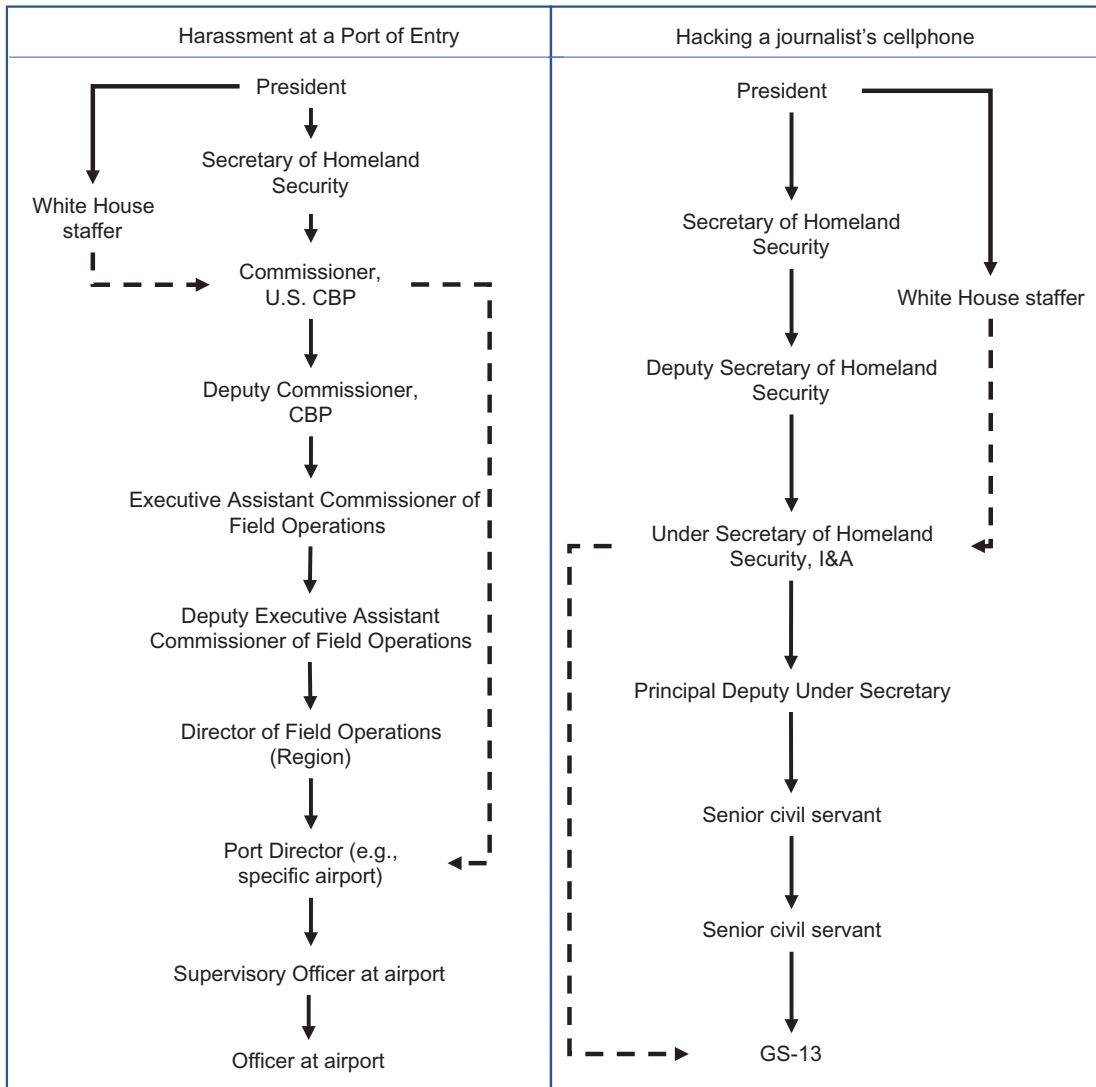 Harassment at a Port of Entry
President
Secretary of Homeland
Security
White House
staffer
Commissioner,
U.S. CBP
Deputy Commissioner,
CBP
Executive Assistant Commissioner of
Field Operations
Deputy Executive Assistant
Commissioner of Field Operations
Director of Field Operations
(Region)
Port Director (e.g.,
specific airport)
Supervisory Officer at airport
Officer at airport
Hacking a journalist's cellphone
President
Secretary of Homeland
Security
White House staffer
Deputy Secretary of Homeland
Security
Under Secretary of Homeland
Security, I&A
Principal Deputy Under Secretary
Senior civil servant
Senior civil servant
GS-13